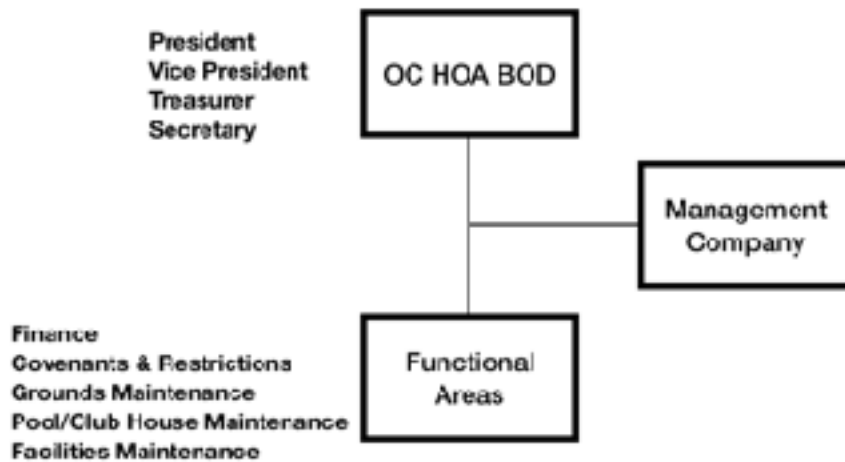 President
Vice President
Treasurer
Secretary
OC HOA BOD
Management
Company
Finance
Covenants & Restrictions
Grounds Maintenance
Pool/Club House Maintenance
Facilities Maintenance
Functional
Areas